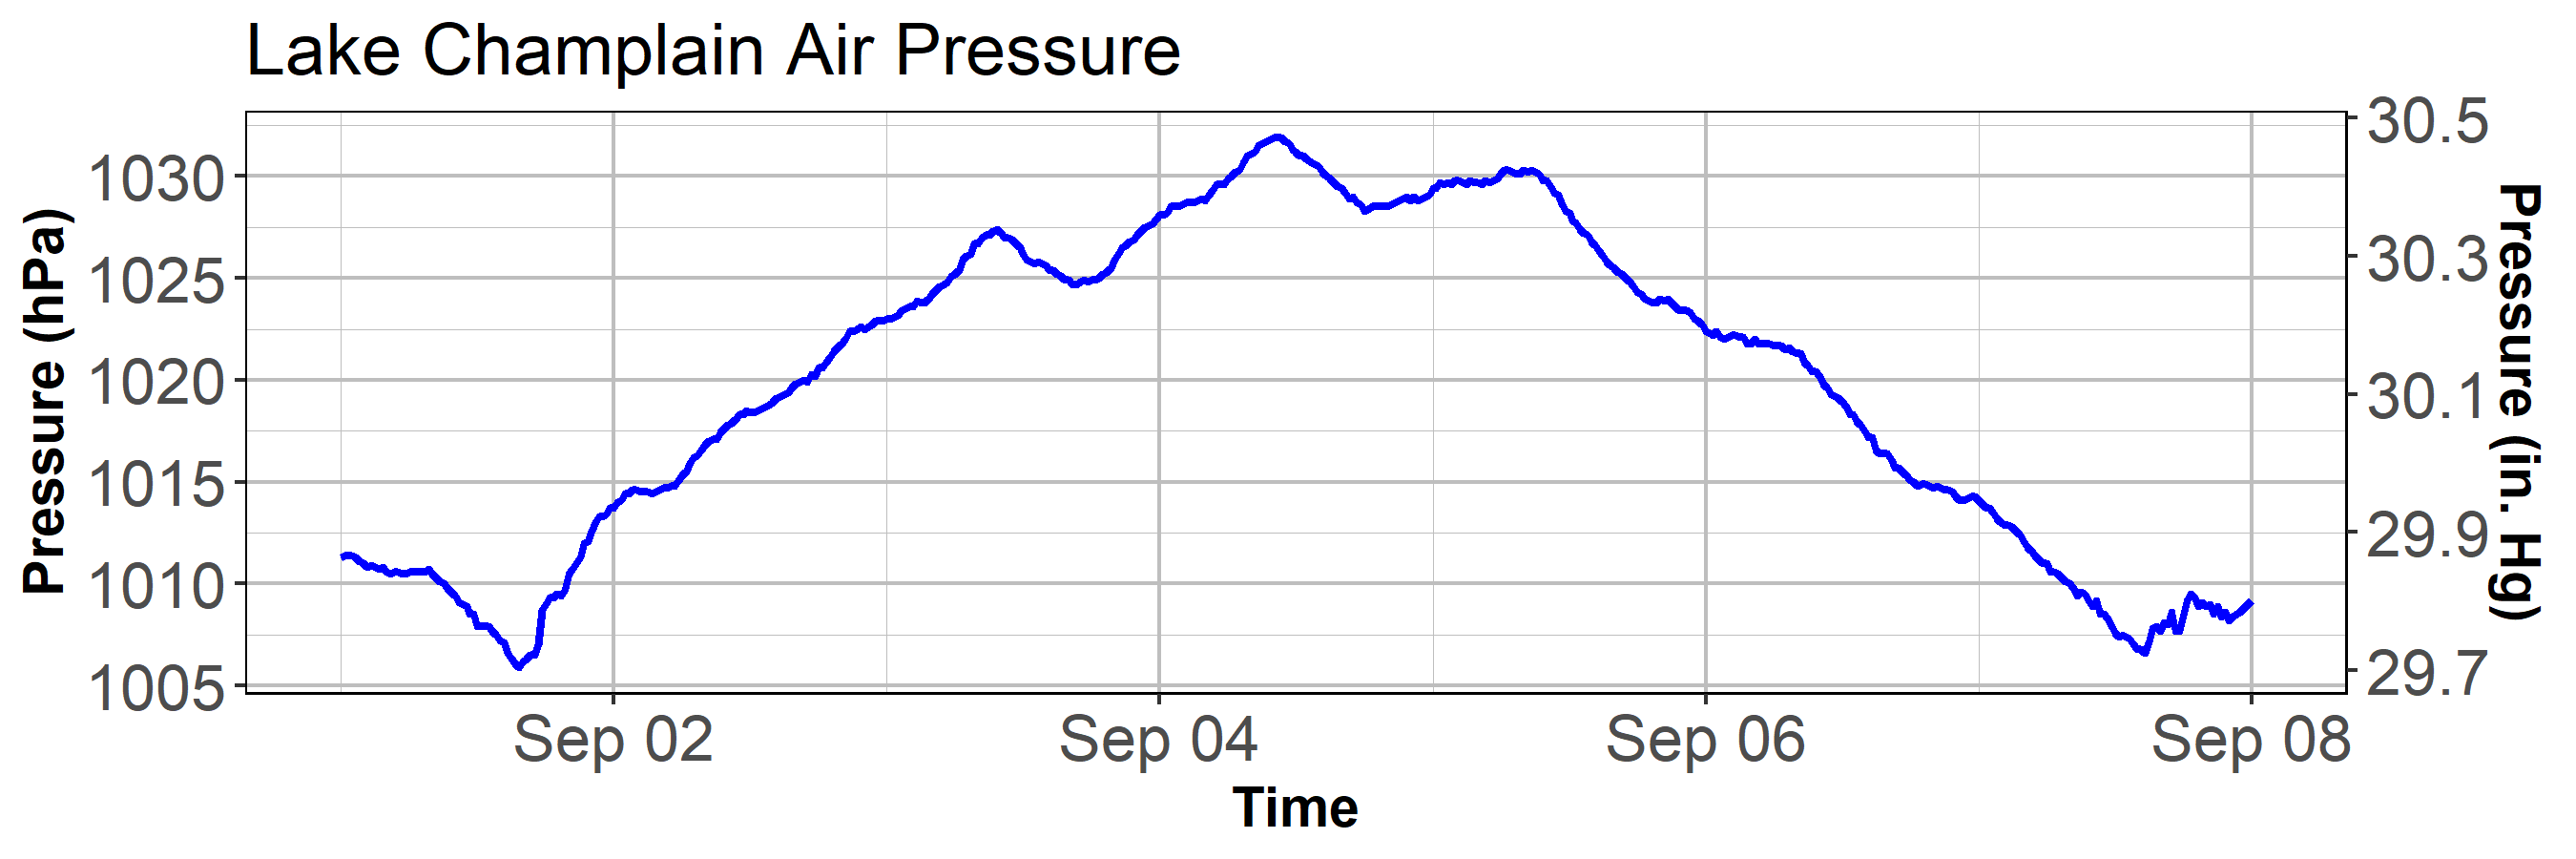 Lake Champlain Air Pressure
Pressure (hPa)
1030
1025
1020
1015
1010
1005
30.5
30.3
30.1
29.9
29.7
Pressure (in. Hg)
Sep 02 Sep 04 Sep 06 Sep 08
Time